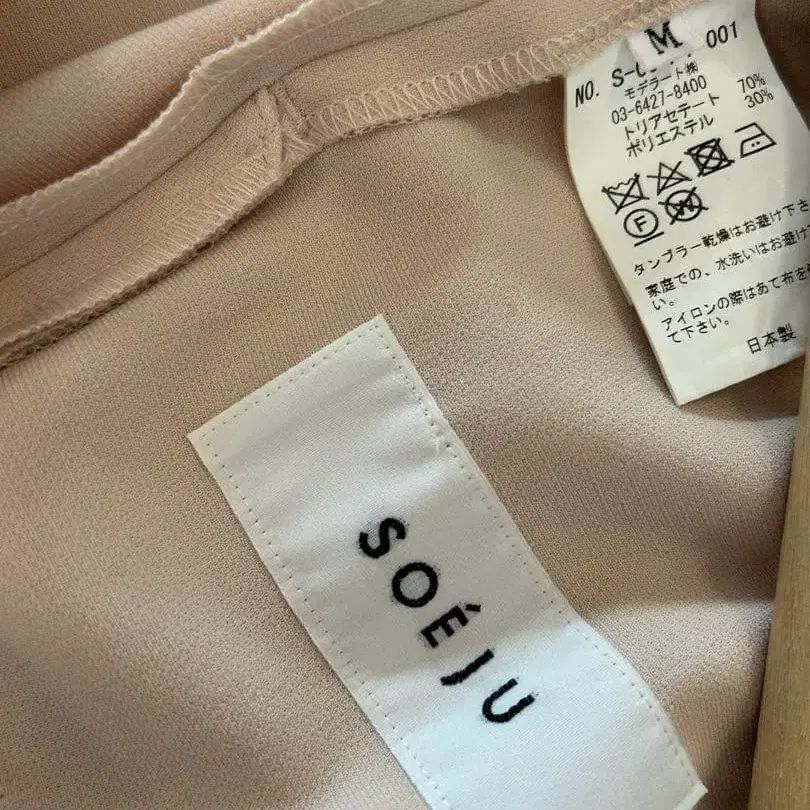 M
NO. S-       001
モデラート㈱
03-6427-8400
トリアセテート 70%
ポリエステル 30%
F
W
タンブラー乾燥はお避け下さ
家庭での、水洗いはお避け
い。
アイロンの際はあて布を
て下さい。
日本製
SOÉJU